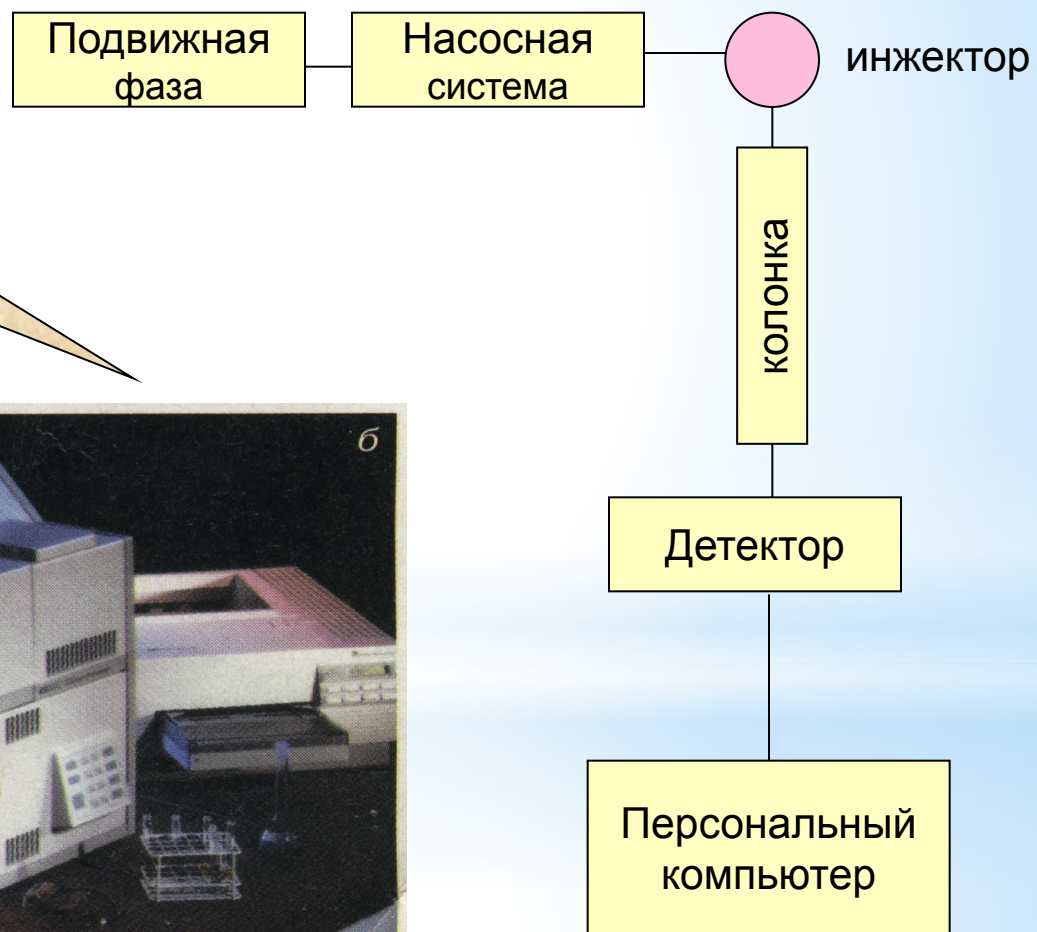 Подвижная
фаза
Насосная
система
инжектор
колонка
б
Детектор
Персональный
компьютер